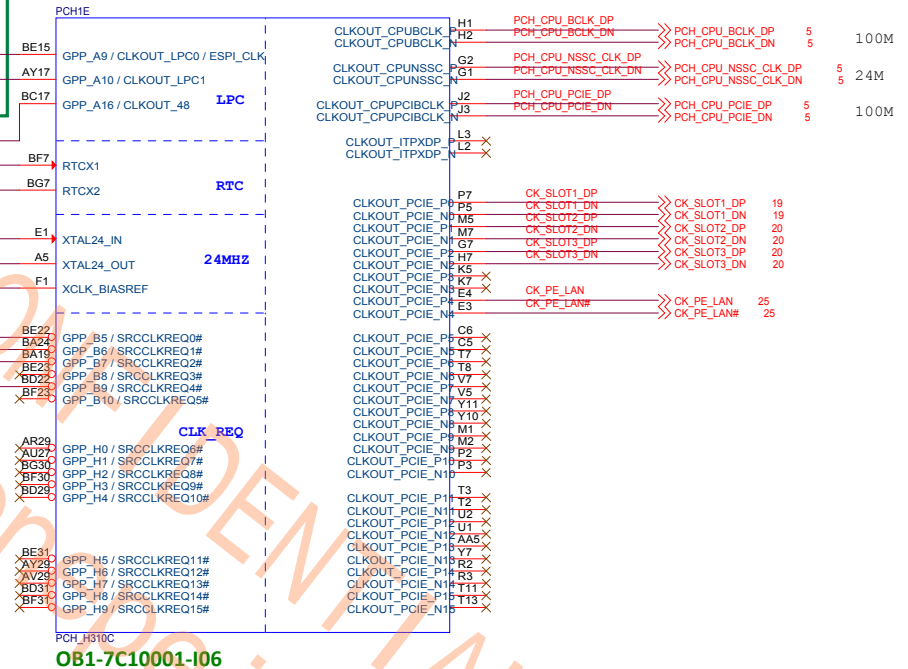 PCH1E
BE15 GPP_A9 / CLKOUT_LPC0 / ESPI_CLK
AY17 GPP_A10 / CLKOUT_LPC1
BC17 GPP_A16 / CLKOUT_48
LPC
BF7 RTCX1
BG7 RTCX2
RTC
E1 XTAL24_IN
A5 XTAL24_OUT
F1 XCLK_BIASREF
24MHZ
BE22 GPP_B5 / SRCCLKREQ0#
BA24 GPP_B6 / SRCCLKREQ1#
BA19 GPP_B7 / SRCCLKREQ2#
BE23 GPP_B8 / SRCCLKREQ3#
BD22 GPP_B9 / SRCCLKREQ4#
BF23 GPP_B10 / SRCCLKREQ5#
CLK_REQ
AR29 GPP_H0 / SRCCLKREQ6#
AU27 GPP_H1 / SRCCLKREQ7#
BG30 GPP_H2 / SRCCLKREQ8#
BF30 GPP_H3 / SRCCLKREQ9#
BD29 GPP_H4 / SRCCLKREQ10#
BE31 GPP_H5 / SRCCLKREQ11#
AY29 GPP_H6 / SRCCLKREQ12#
AV29 GPP_H7 / SRCCLKREQ13#
BD31 GPP_H8 / SRCCLKREQ14#
BF31 GPP_H9 / SRCCLKREQ15#
CLKOUT_CPUBCLK_P H1 PCH_CPU_BCLK_DP PCH_CPU_BCLK_DP 5
CLKOUT_CPUBCLK_N H2 PCH_CPU_BCLK_DN PCH_CPU_BCLK_DN 5
100M
CLKOUT_CPUNSSC_P G2 PCH_CPU_NSSC_CLK_DP PCH_CPU_NSSC_CLK_DP 5
CLKOUT_CPUNSSC_N G1 PCH_CPU_NSSC_CLK_DN PCH_CPU_NSSC_CLK_DN 5
24M
CLKOUT_CPUPCIBCLK_P J2 PCH_CPU_PCIE_DP PCH_CPU_PCIE_DP 5
CLKOUT_CPUPCIBCLK_N J3 PCH_CPU_PCIE_DN PCH_CPU_PCIE_DN 5
100M
CLKOUT_ITPXDP_P L3
CLKOUT_ITPXDP_N L2
CLKOUT_PCIE_P0 P7 CK_SLOT1_DP CK_SLOT1_DP 19
CLKOUT_PCIE_N0 P5 CK_SLOT1_DN CK_SLOT1_DN 19
CLKOUT_PCIE_P1 M5 CK_SLOT2_DP CK_SLOT2_DP 20
CLKOUT_PCIE_N1 M7 CK_SLOT2_DN CK_SLOT2_DN 20
CLKOUT_PCIE_P2 G7 CK_SLOT3_DP CK_SLOT3_DP 20
CLKOUT_PCIE_N2 H7 CK_SLOT3_DN CK_SLOT3_DN 20
CLKOUT_PCIE_P3 K5
CLKOUT_PCIE_N3 K7
CLKOUT_PCIE_P4 E4 CK_PE_LAN CK_PE_LAN 25
CLKOUT_PCIE_N4 E3 CK_PE_LAN# CK_PE_LAN# 25
CLKOUT_PCIE_P5 C6
CLKOUT_PCIE_N5 C5
CLKOUT_PCIE_P6 T7
CLKOUT_PCIE_N6 T8
CLKOUT_PCIE_P7 V7
CLKOUT_PCIE_N7 V5
CLKOUT_PCIE_P8 Y11
CLKOUT_PCIE_N8 Y10
CLKOUT_PCIE_P9 M1
CLKOUT_PCIE_N9 M2
CLKOUT_PCIE_P10 P2
CLKOUT_PCIE_N10 P3
CLKOUT_PCIE_P11 T3
CLKOUT_PCIE_N11 T2
CLKOUT_PCIE_P12 U2
CLKOUT_PCIE_N12 U1
CLKOUT_PCIE_P13 AA5
CLKOUT_PCIE_N13 Y7
CLKOUT_PCIE_P14 R2
CLKOUT_PCIE_N14 R3
CLKOUT_PCIE_P15 T11
CLKOUT_PCIE_N15 T13
PCH_H310C
OB1-7C10001-I06